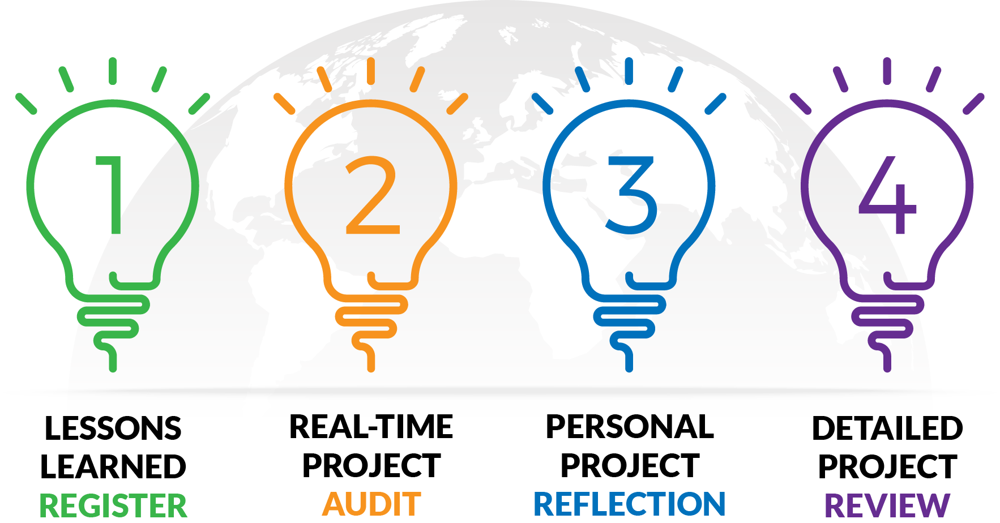 1
2
3
4
LESSONS
LEARNED
REGISTER
REAL-TIME
PROJECT
AUDIT
PERSONAL
PROJECT
REFLECTION
DETAILED
PROJECT
REVIEW